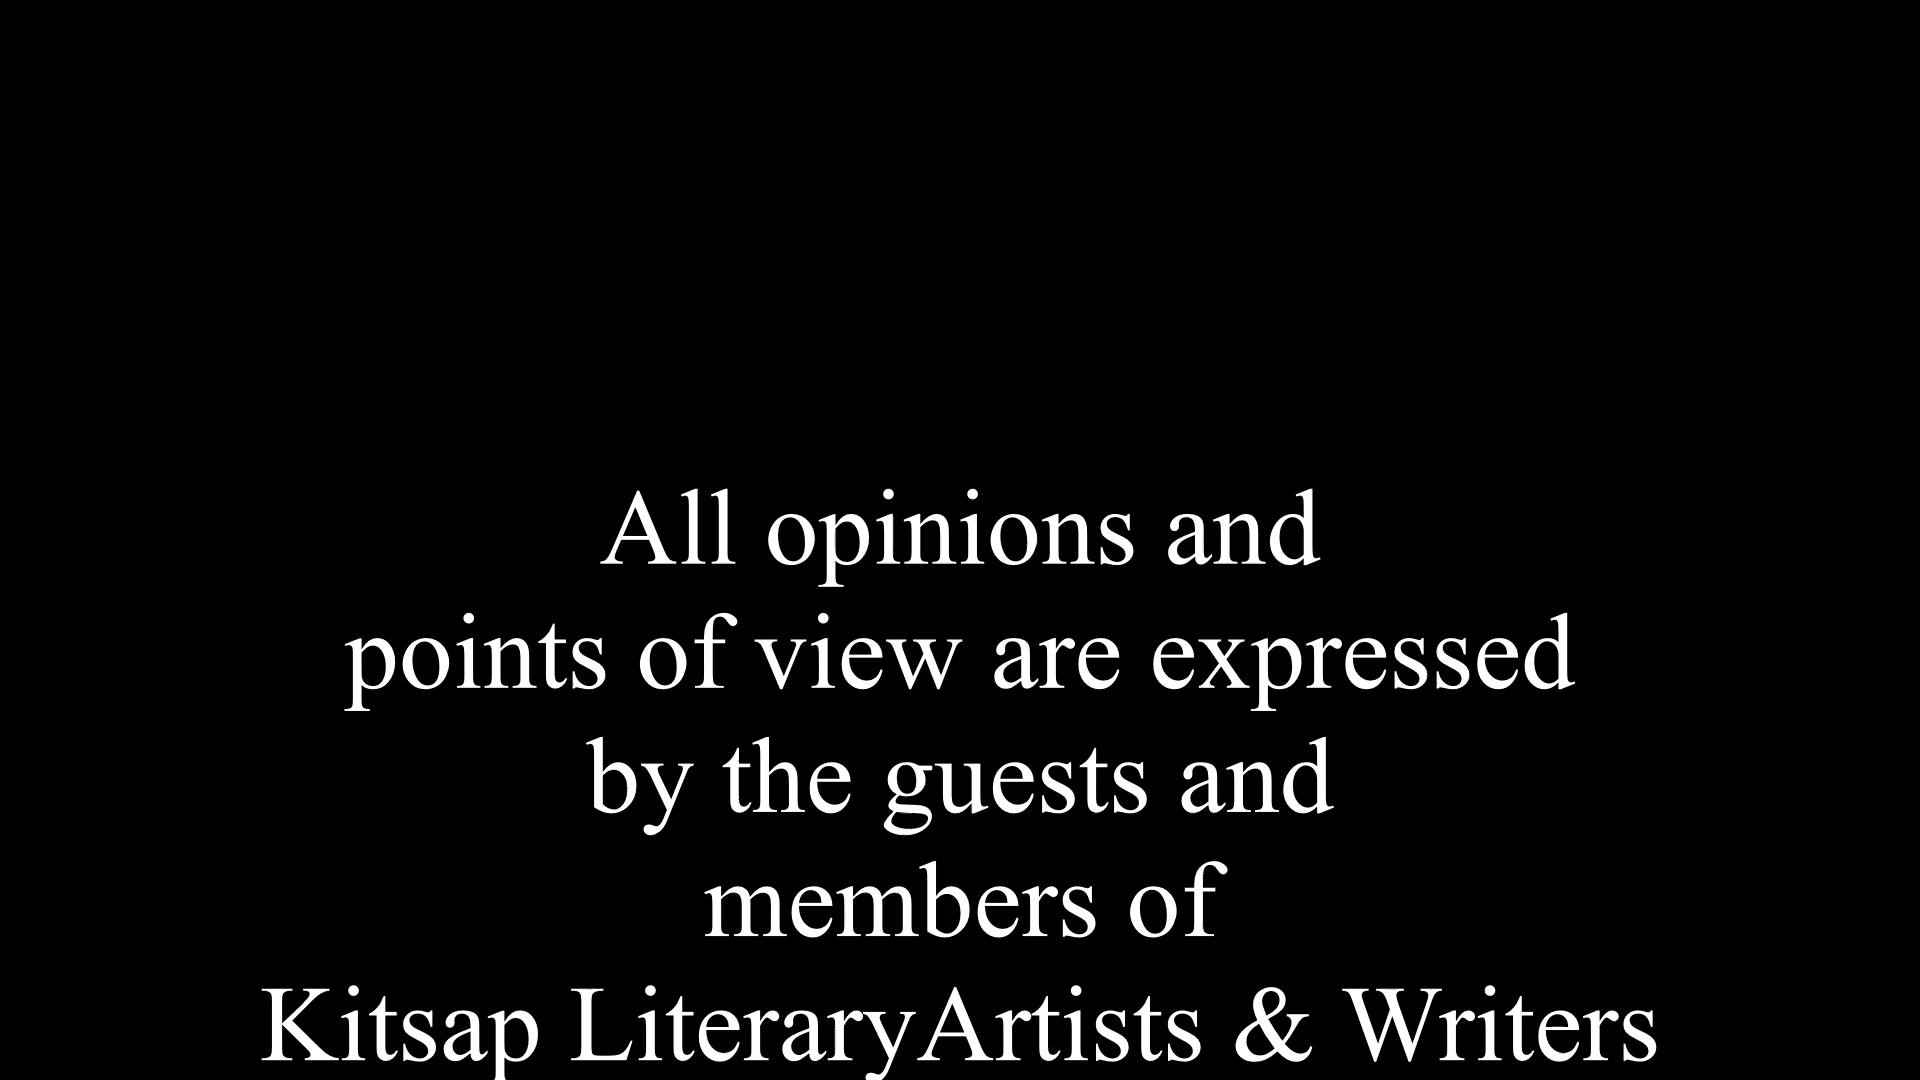 All opinions and
points of view are expressed
by the guests and
members of
Kitsap LiteraryArtists & Writers